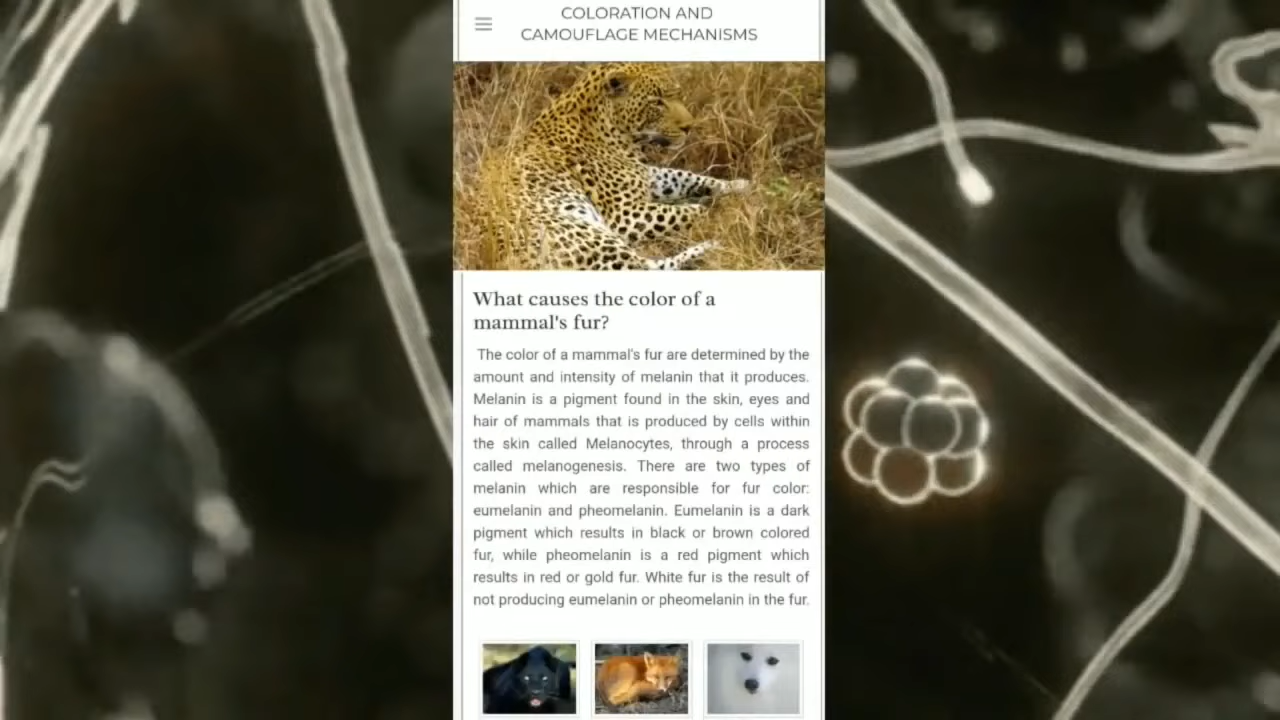 COLORATION AND
CAMOUFLAGE MECHANISMS
What causes the color of a
mammal's fur?
The color of a mammal's fur are determined by the
amount and intensity of melanin that it produces.
Melanin is a pigment found in the skin, eyes and
hair of mammals that is produced by cells within
the skin called Melanocytes, through a process
called melanogenesis. There are two types of
melanin which are responsible for fur color:
eumelanin and pheomelanin. Eumelanin is a dark
pigment which results in black or brown colored
fur, while pheomelanin is a red pigment which
results in red or gold fur. White fur is the result of
not producing eumelanin or pheomelanin in the fur.